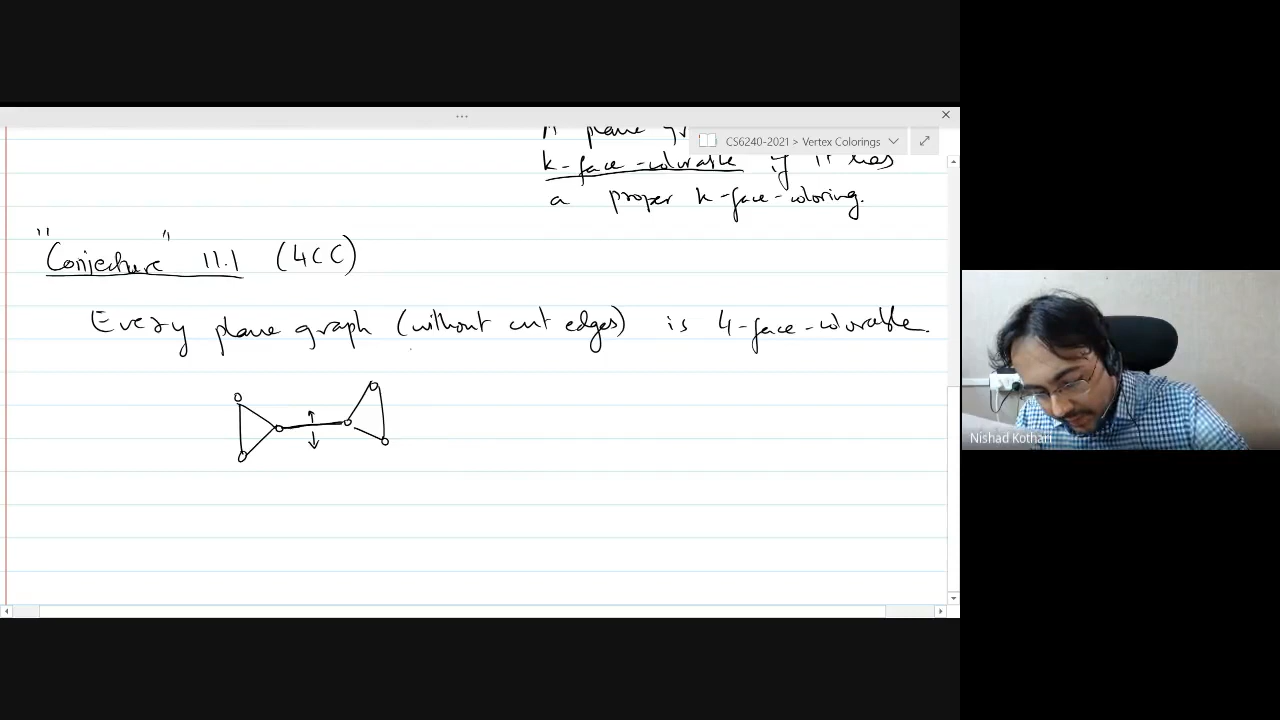 ...
CS6240-2021 > Vertex Colorings
A plane
k-face-colorable if it has
a proper k-face-coloring.
"Conjecture" 11.1 (4CC)
Every plane graph (without cut edges) is 4-face-colorable.
Nishad Kothari